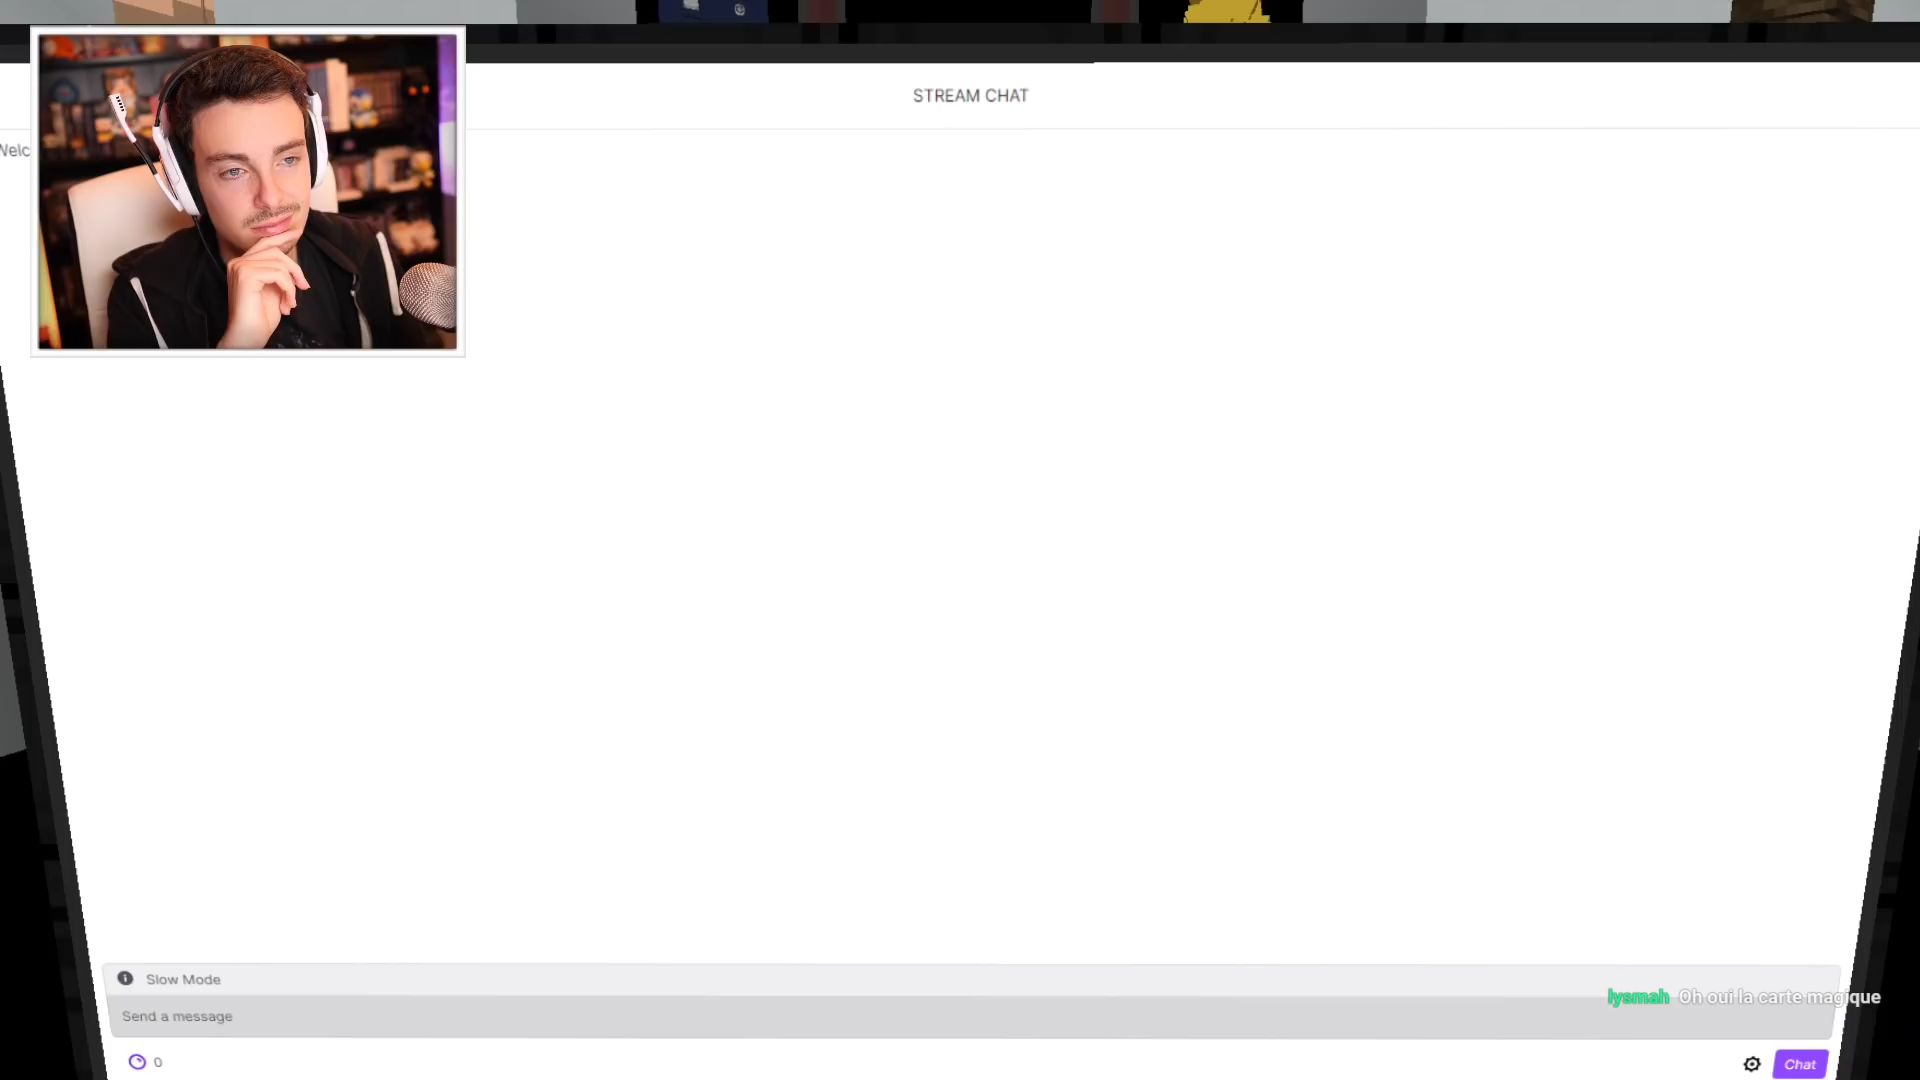 STREAM CHAT
Welc
Slow Mode
Send a message
lysmah Oh oui la carte magique
0
Chat